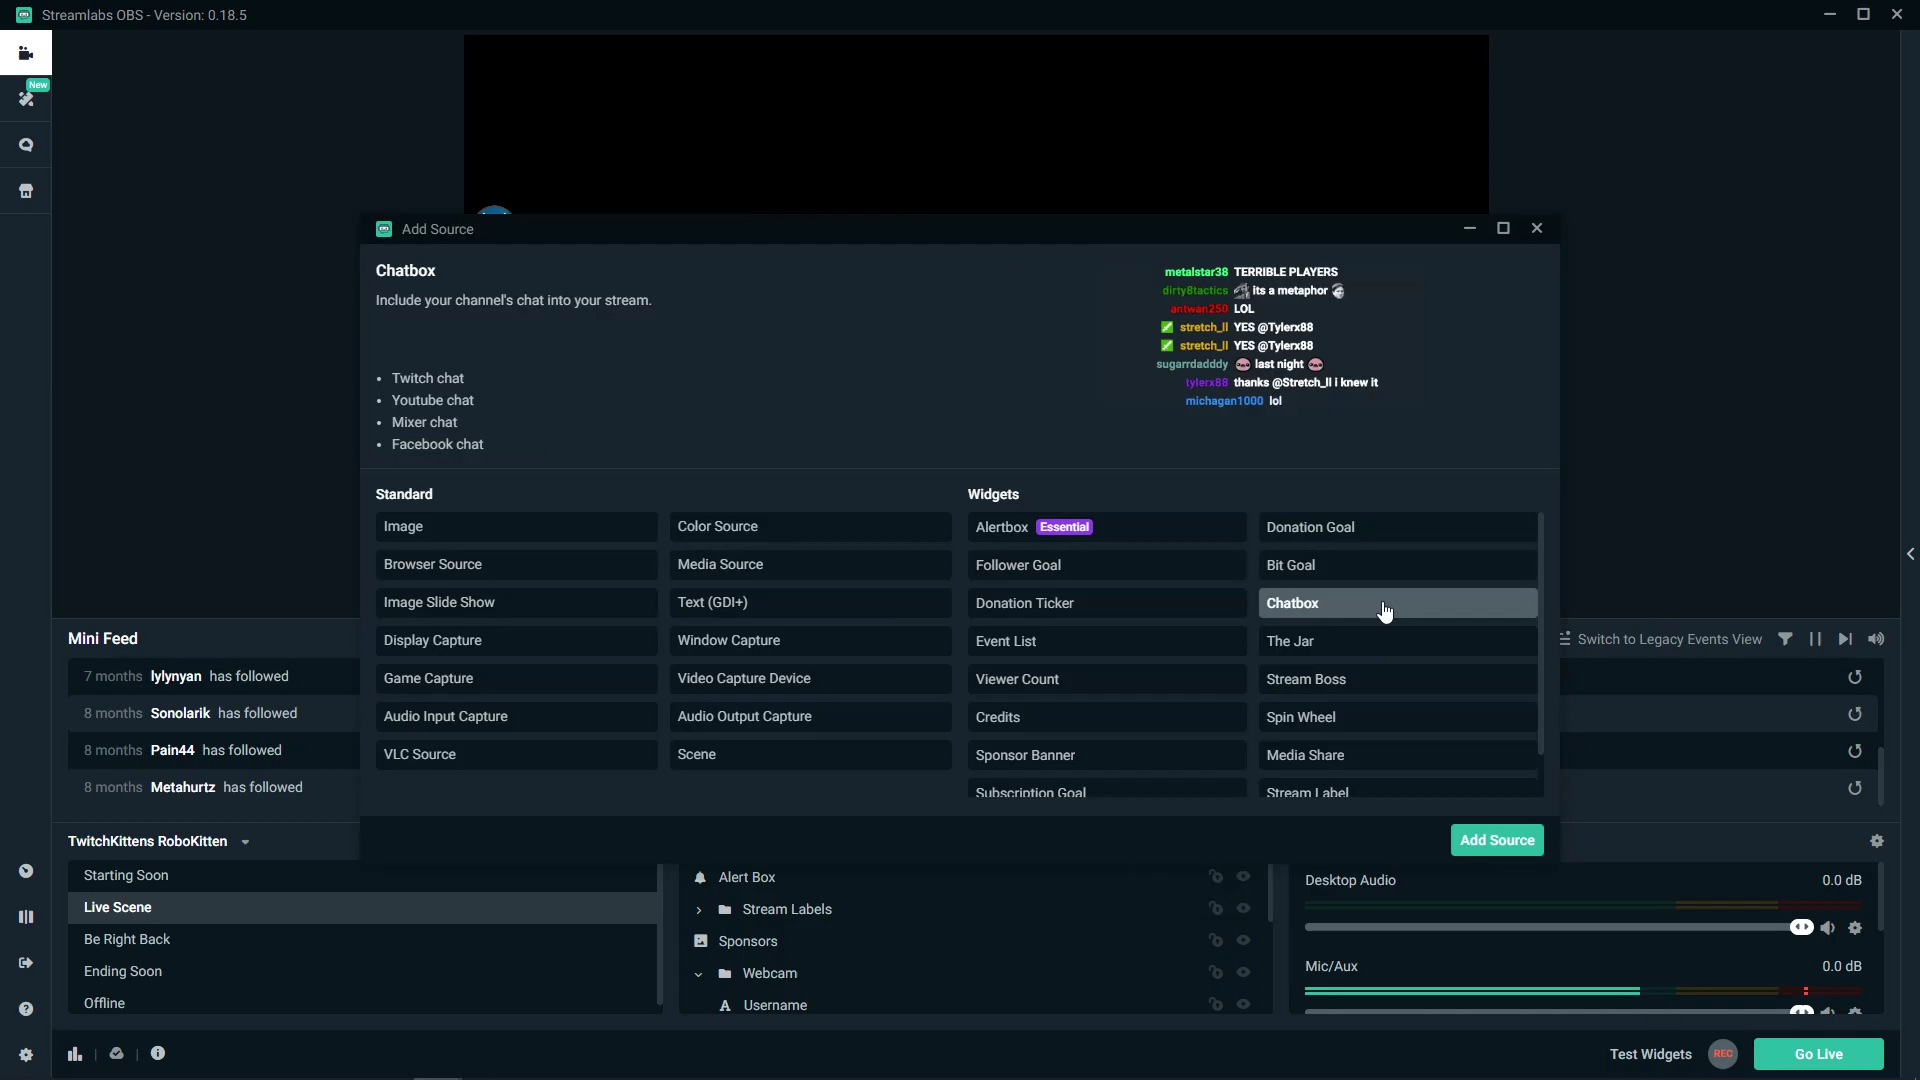 Streamlabs OBS - Version: 0.18.5
New
Add Source
Chatbox
Include your channel's chat into your stream.
Twitch chat
Youtube chat
Mixer chat
Facebook chat
metalstar38 TERRIBLE PLAYERS
dirty8tactics its a metaphor
antwan250 LOL
stretch_ll YES @Tylerx88
stretch_ll YES @Tylerx88
sugarrdadddy last night
tylerx88 thanks @Stretch_ll i knew it
michagan1000 lol
Standard
Image
Color Source
Browser Source
Media Source
Image Slide Show
Text (GDI+)
Display Capture
Window Capture
Game Capture
Video Capture Device
Audio Input Capture
Audio Output Capture
VLC Source
Scene
Widgets
Alertbox Essential
Donation Goal
Follower Goal
Bit Goal
Donation Ticker
Chatbox
Event List
The Jar
Viewer Count
Stream Boss
Credits
Spin Wheel
Sponsor Banner
Media Share
Subscription Goal
Stream Label
Add Source
Mini Feed
Switch to Legacy Events View
7 months lylynyan has followed
8 months Sonolarik has followed
8 months Pain44 has followed
8 months Metahurtz has followed
TwitchKittens RoboKitten
Starting Soon
Live Scene
Be Right Back
Ending Soon
Offline
Alert Box
Stream Labels
Sponsors
Webcam
A Username
Desktop Audio 0.0 dB
Mic/Aux 0.0 dB
Test Widgets
REC
Go Live